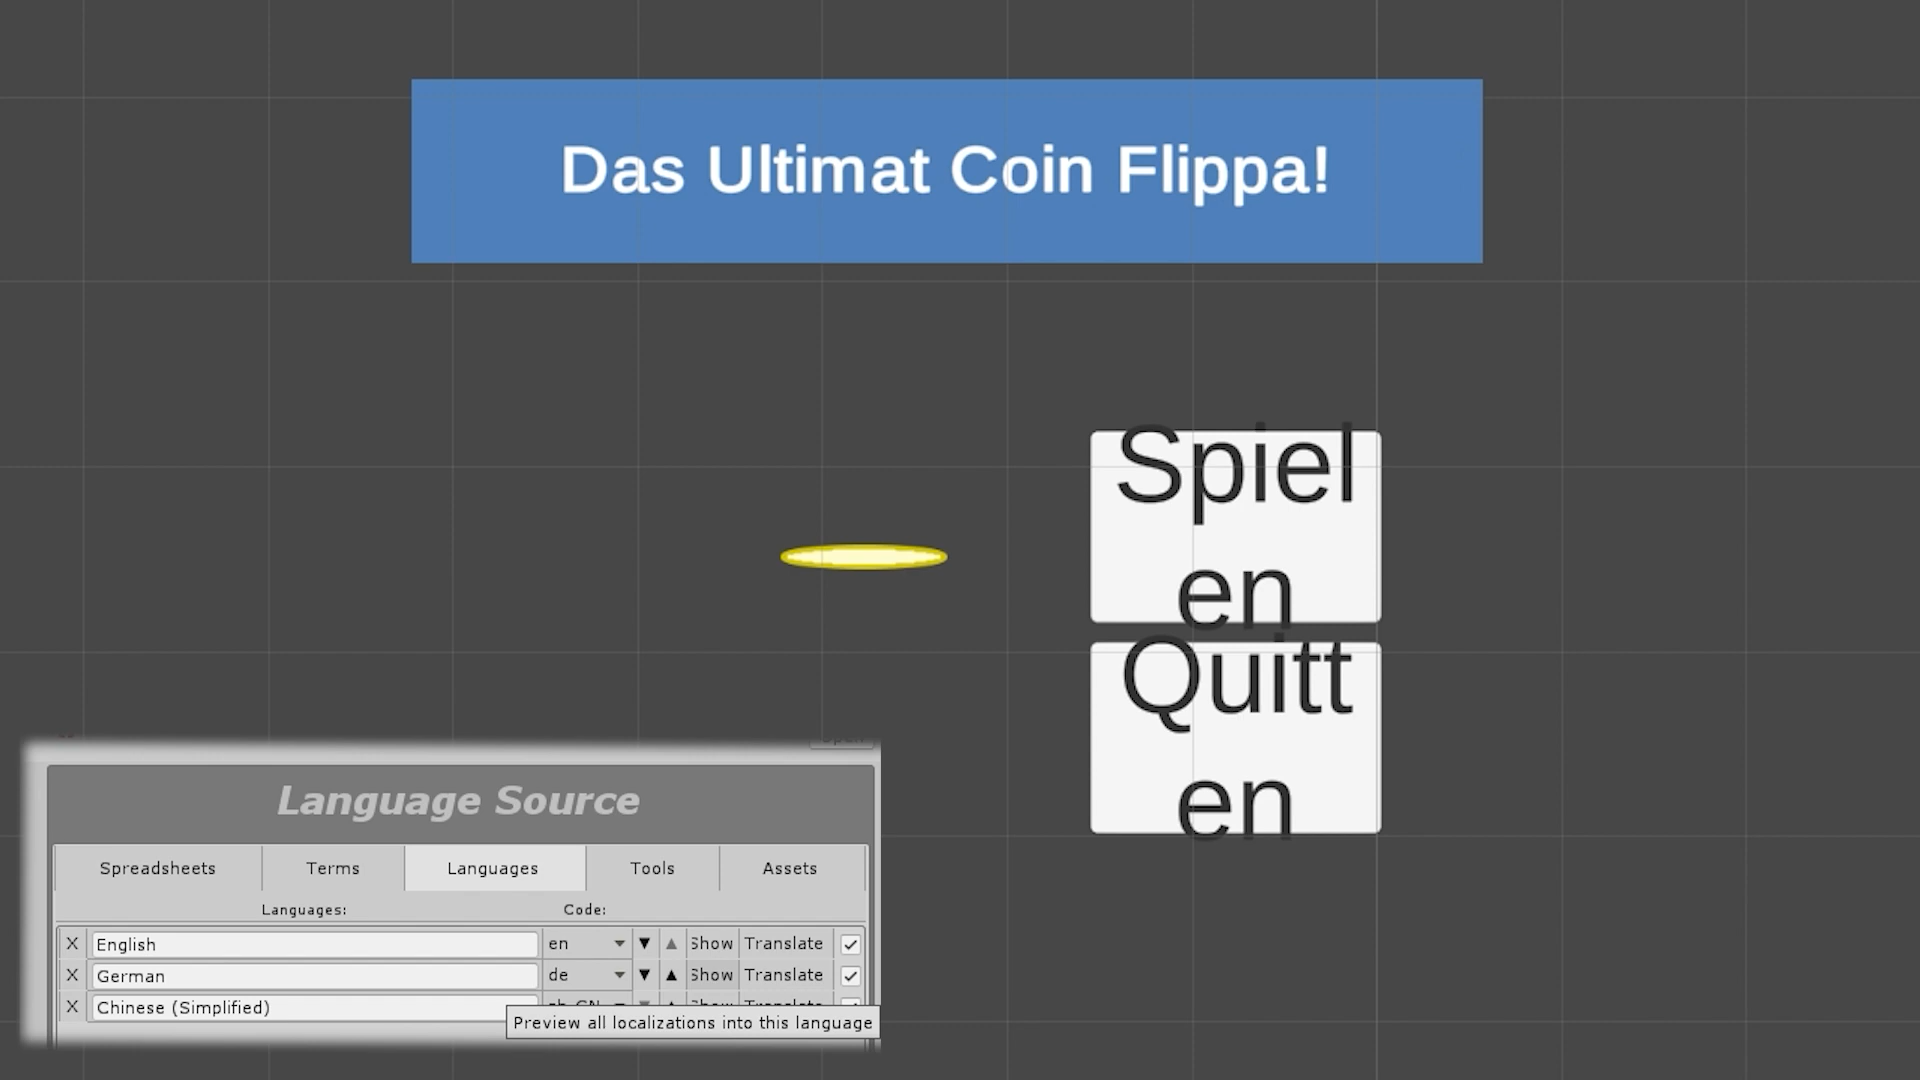 Das Ultimat Coin Flippa!
Spiel
en
Quitt
en
Language Source
Spreadsheets Terms Languages Tools Assets
Languages: Code:
X English en ▼ ▲ Show Translate ✓
X German de ▼ ▲ Show Translate ✓
X Chinese (Simplified)
Preview all localizations into this language